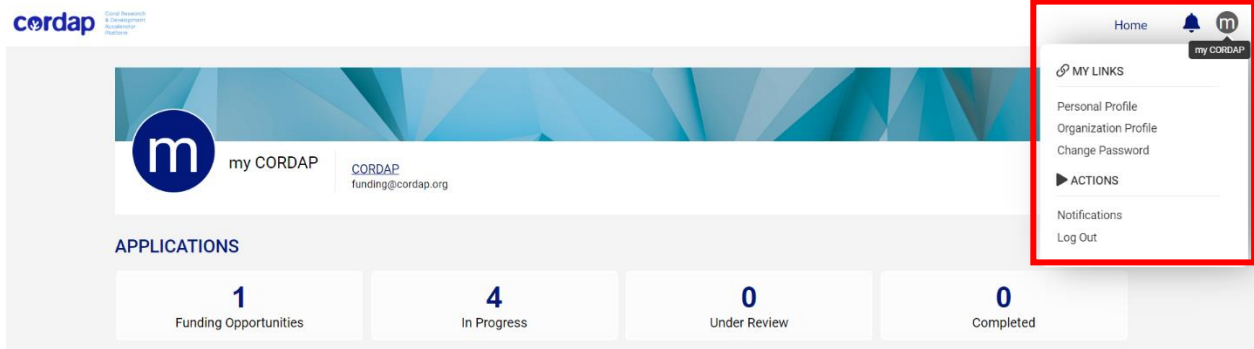 cordap
Coral Research
& Development
Accelerator
Platform
Home
m
my CORDAP
MY LINKS
Personal Profile
Organization Profile
Change Password
ACTIONS
Notifications
Log Out
m
my CORDAP
CORDAP
funding@cordap.org
APPLICATIONS
1
Funding Opportunities
4
In Progress
0
Under Review
0
Completed